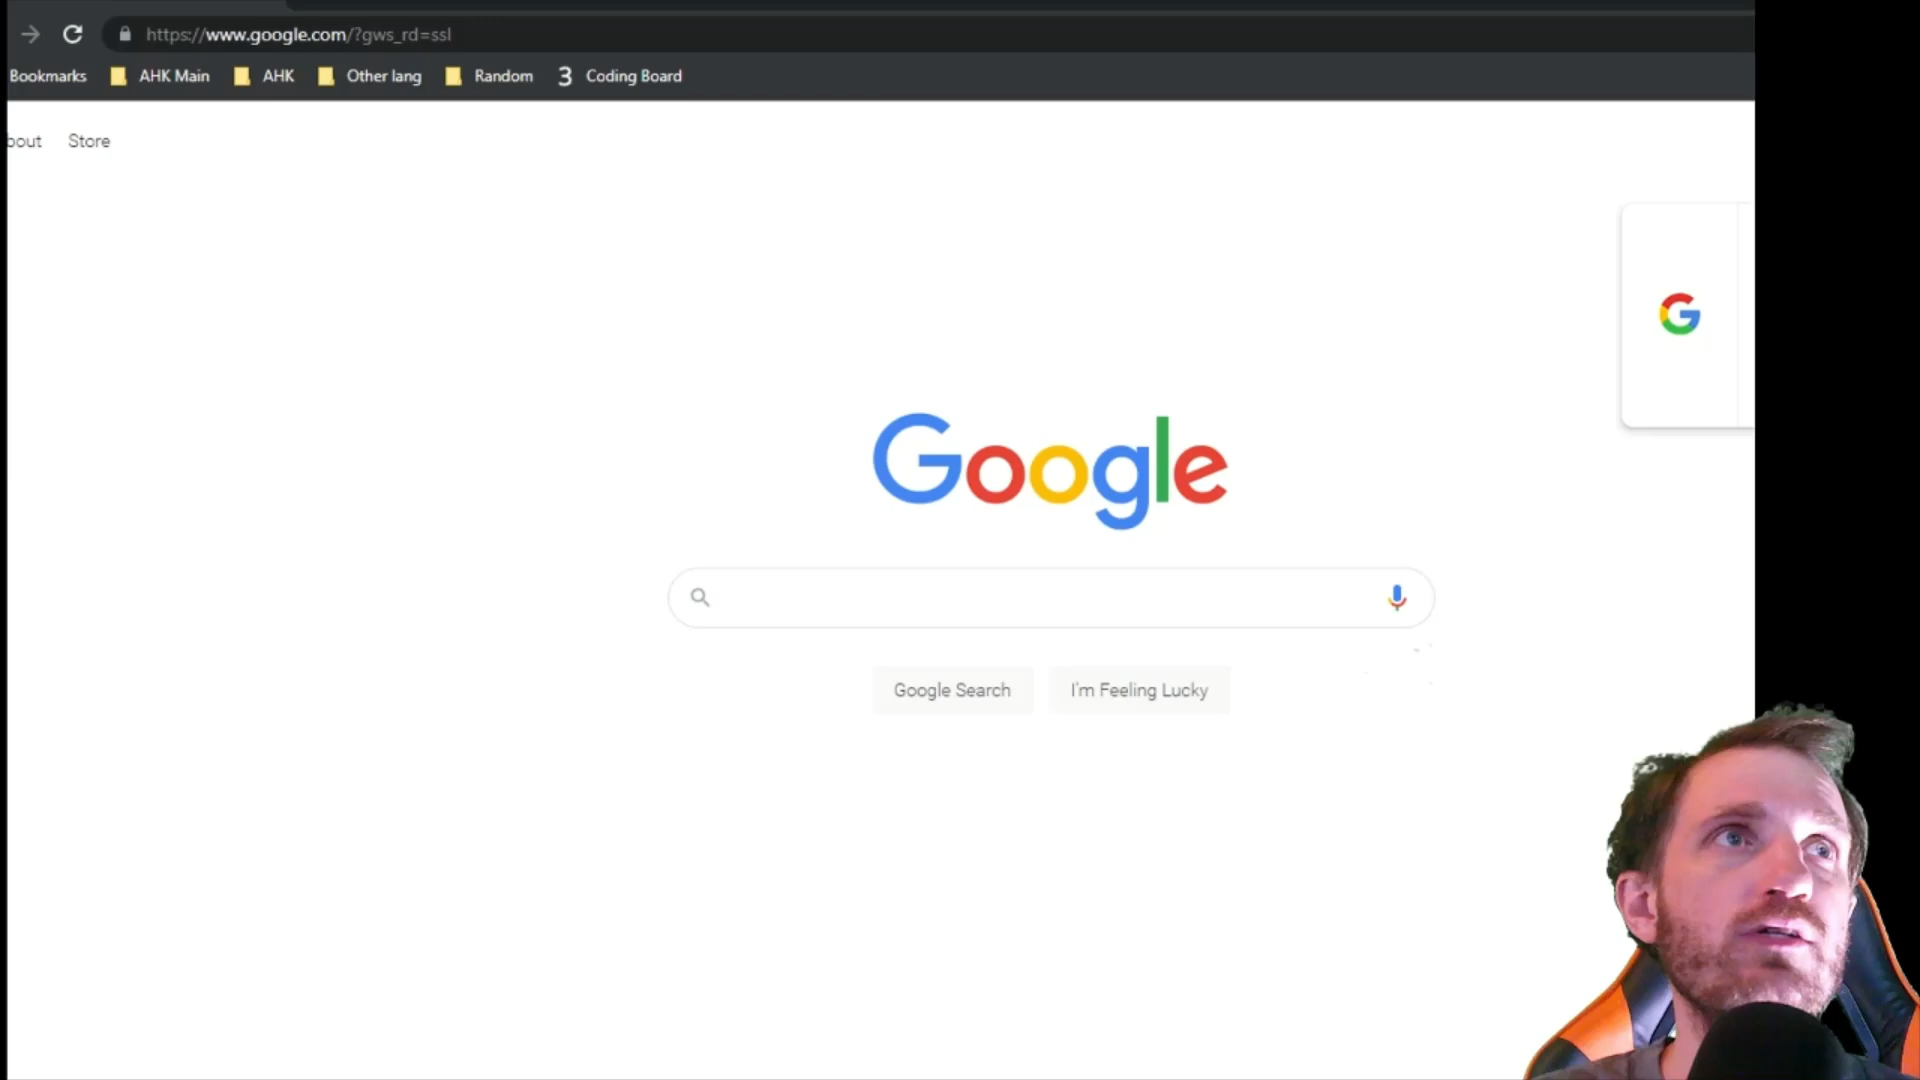 https://www.google.com/?gws_rd=ssl
Bookmarks AHK Main AHK Other lang Random 3 Coding Board
bout Store
G
Google
Google Search I'm Feeling Lucky